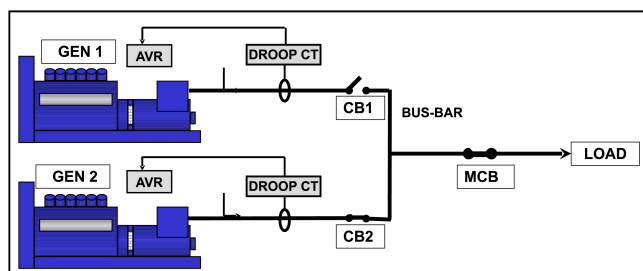 GEN 1
AVR
DROOP CT
CB1
BUS-BAR
GEN 2
AVR
DROOP CT
CB2
MCB
LOAD